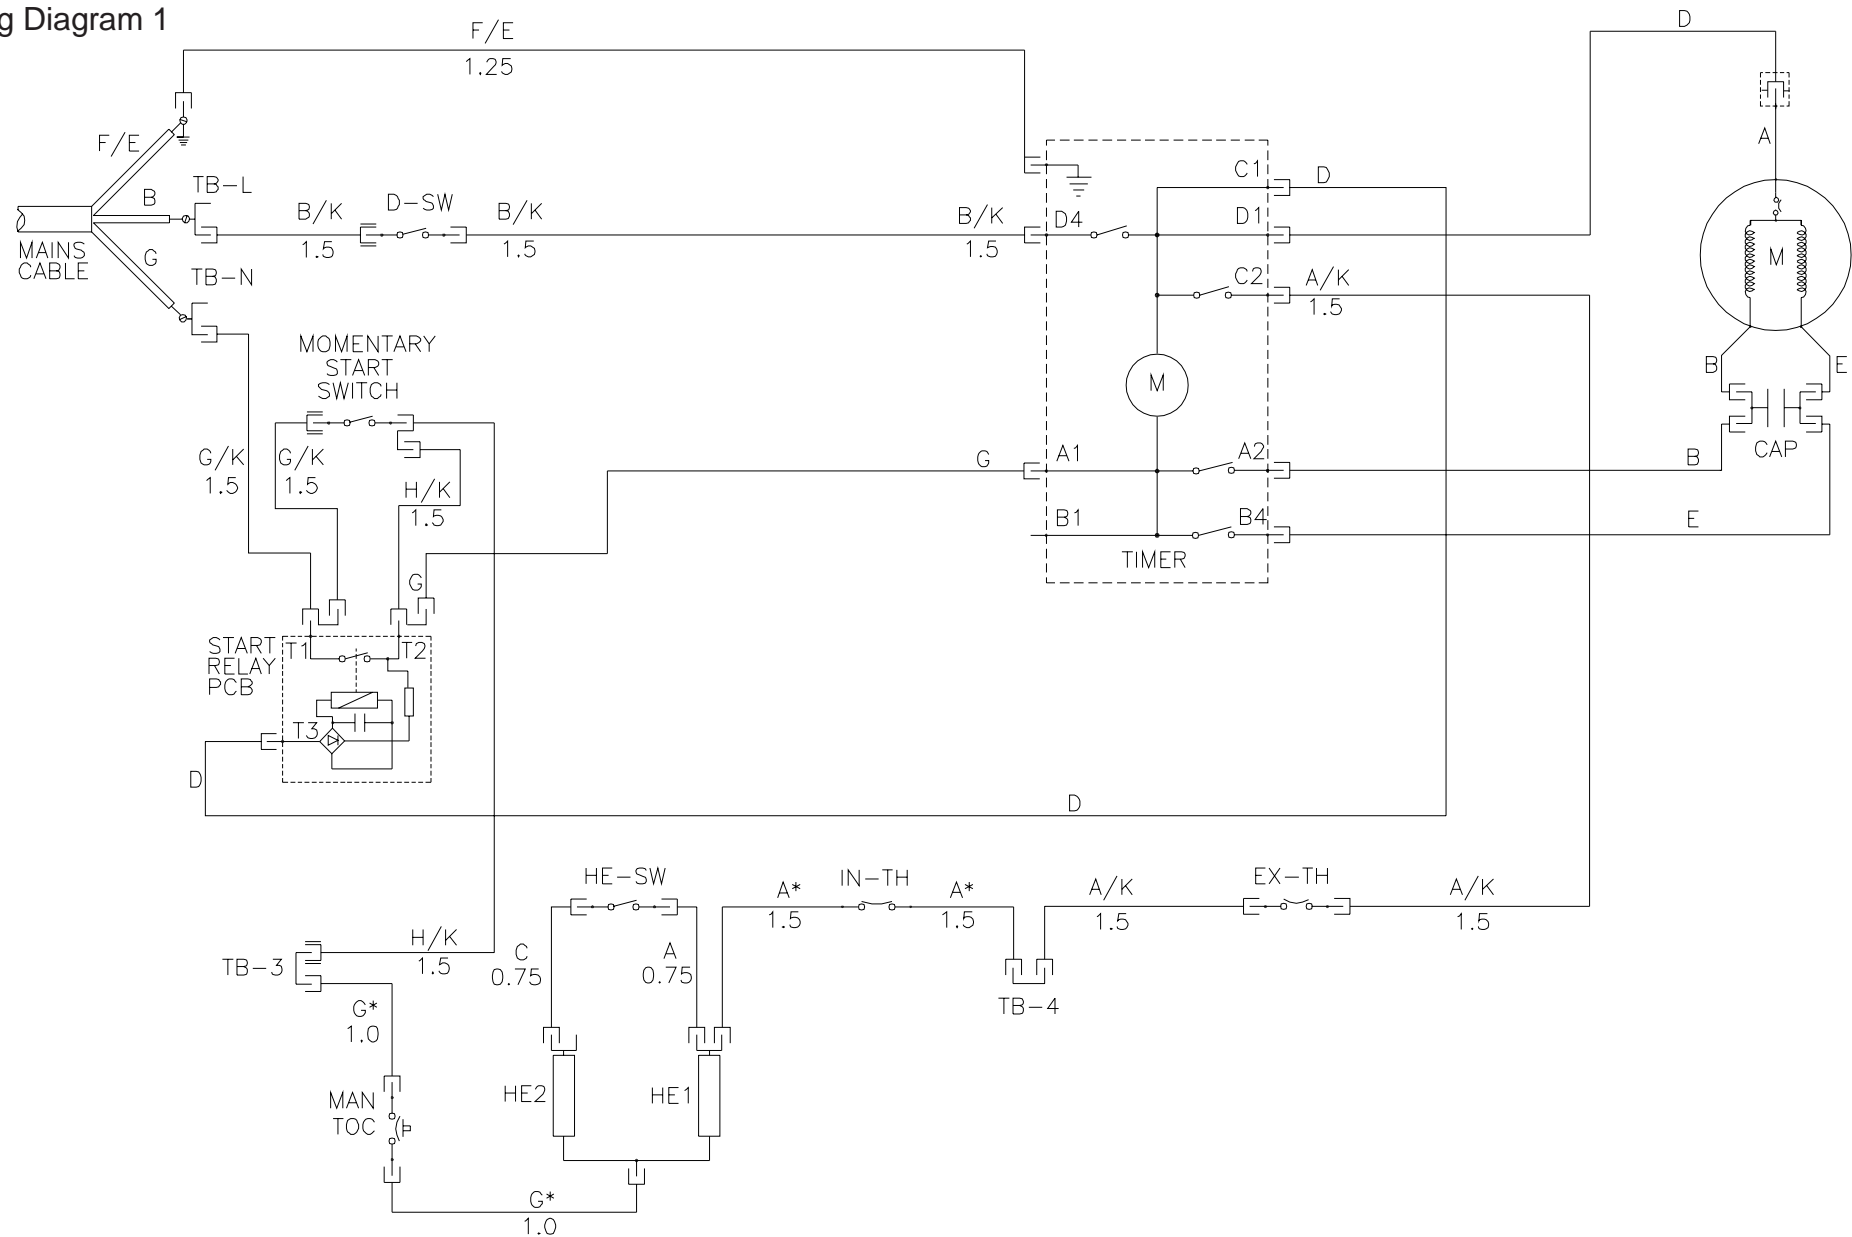 g Diagram 1
F/E
1.25
D
F/E
A
B
TB-L
B/K
1.5
D-SW
B/K
1.5
B/K
1.5
D4
C1
D
D1
MAINS
CABLE
G
TB-N
C2
A/K
1.5
M
MOMENTARY
START
SWITCH
M
B
E
CAP
G/K
1.5
G/K
1.5
H/K
1.5
G
A1
A2
B
B1
B4
E
TIMER
G
START
RELAY
PCB
T1
T2
T3
D
D
HE-SW
IN-TH
EX-TH
A*
1.5
A*
1.5
A/K
1.5
A/K
1.5
H/K
1.5
C
0.75
A
0.75
TB-3
TB-4
G*
1.0
MAN
TOC
HE2
HE1
G*
1.0